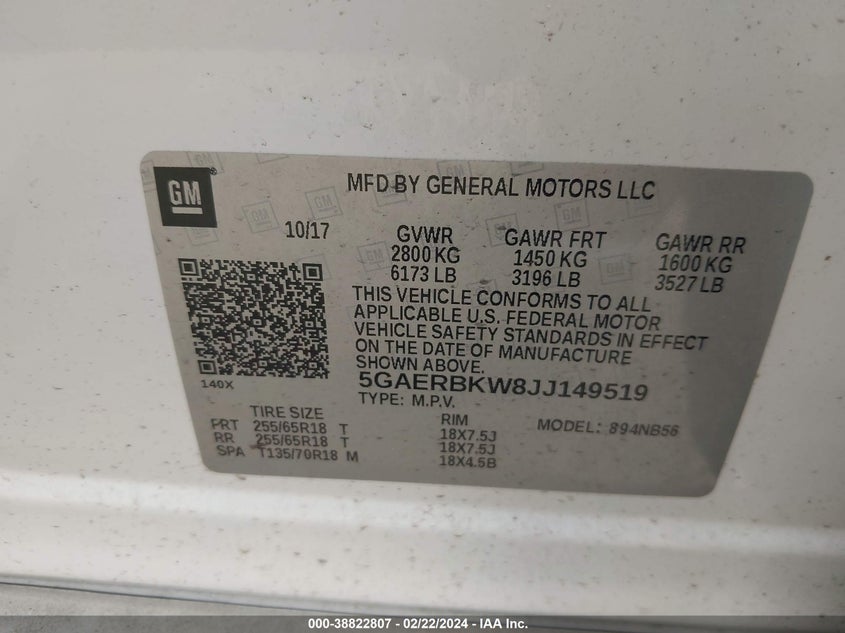 GM
MFD BY GENERAL MOTORS LLC
10/17
GVWR
2800 KG
6173 LB
GAWR FRT
1450 KG
3196 LB
GAWR RR
1600 KG
3527 LB
THIS VEHICLE CONFORMS TO ALL
APPLICABLE U.S. FEDERAL MOTOR
VEHICLE SAFETY STANDARDS IN EFFECT
ON THE DATE OF MANUFACTURE
SHOWN ABOVE.
140X
5GAERBKW8JJ149519
TYPE: M.P.V.
MODEL: 894NB56
TIRE SIZE RIM
FRT 255/65R18 T 18X7.5J
RR 255/65R18 T 18X7.5J
SPA T135/70R18 M 18X4.5B
000-38822807 - 02/22/2024 - IAA Inc.